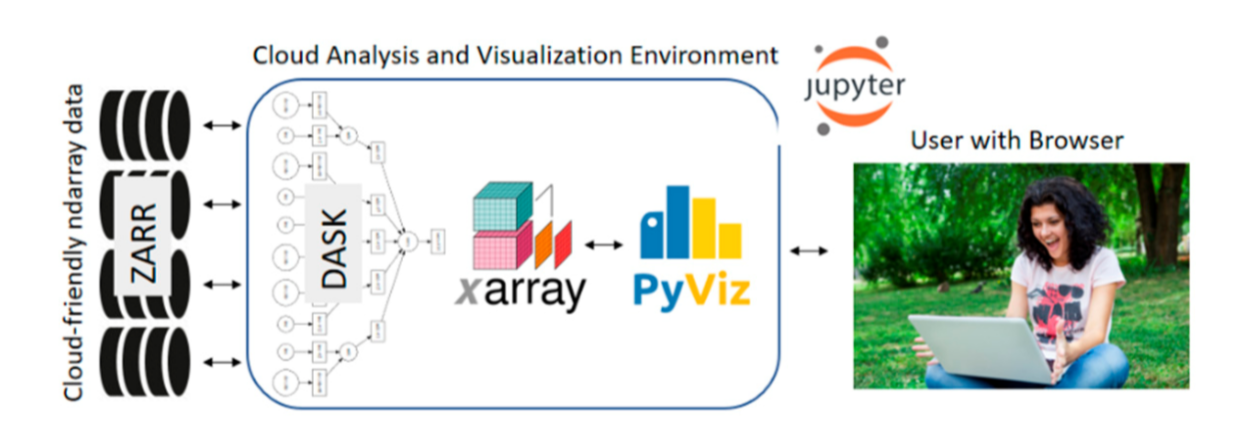 Cloud Analysis and Visualization Environment
jupyter
User with Browser
Cloud-friendly ndarray data
ZARR
DASK
xarray
PyViz